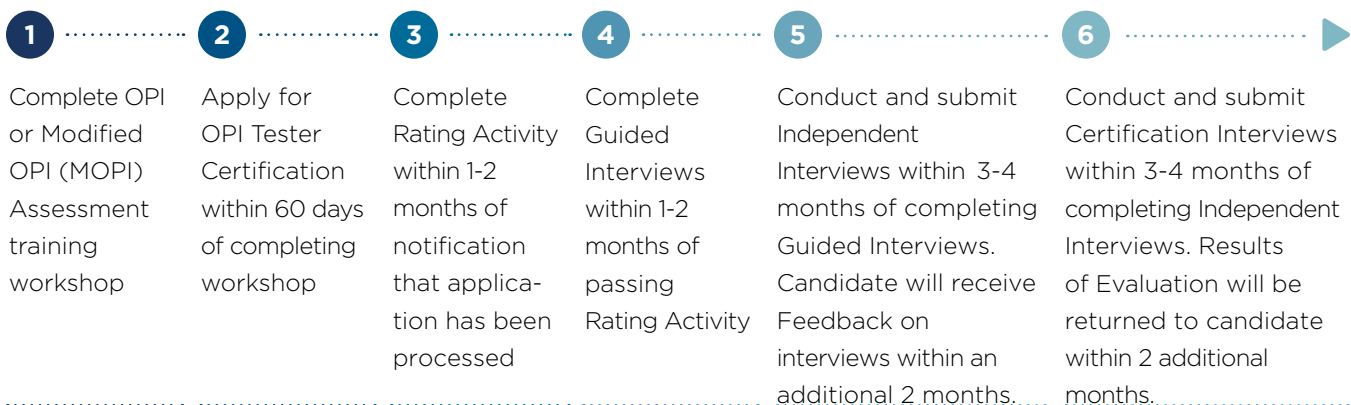 1
Complete OPI
or Modified
OPI (MOPI)
Assessment
training
workshop
2
Apply for
OPI Tester
Certification
within 60 days
of completing
workshop
3
Complete
Rating Activity
within 1-2
months of
notification
that applica-
tion has been
processed
4
Complete
Guided
Interviews
within 1-2
months of
passing
Rating Activity
5
Conduct and submit
Independent
Interviews within 3-4
months of completing
Guided Interviews.
Candidate will receive
Feedback on
interviews within an
additional 2 months.
6
Conduct and submit
Certification Interviews
within 3-4 months of
completing Independent
Interviews. Results
of Evaluation will be
returned to candidate
within 2 additional
months.